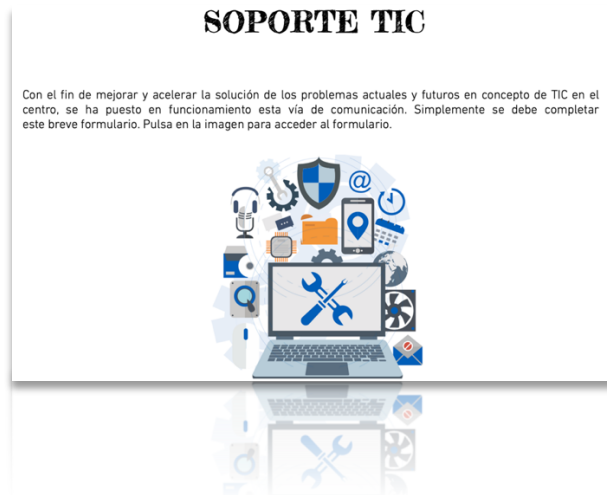 SOPORTE TIC
Con el fin de mejorar y acelerar la solución de los problemas actuales y futuros en concepto de TIC en el
centro, se ha puesto en funcionamiento esta vía de comunicación. Simplemente se debe completar
este breve formulario. Pulsa en la imagen para acceder al formulario.
@